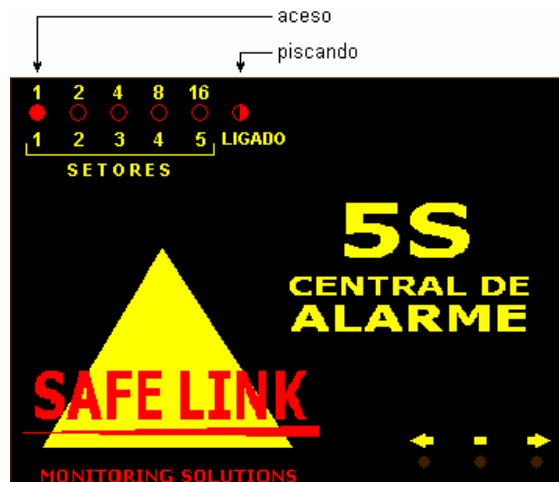 aceso
piscando
1 2 4 8 16
1 2 3 4 5 LIGADO
SETORES
5S
CENTRAL DE
ALARME
SAFE LINK
MONITORING SOLUTIONS